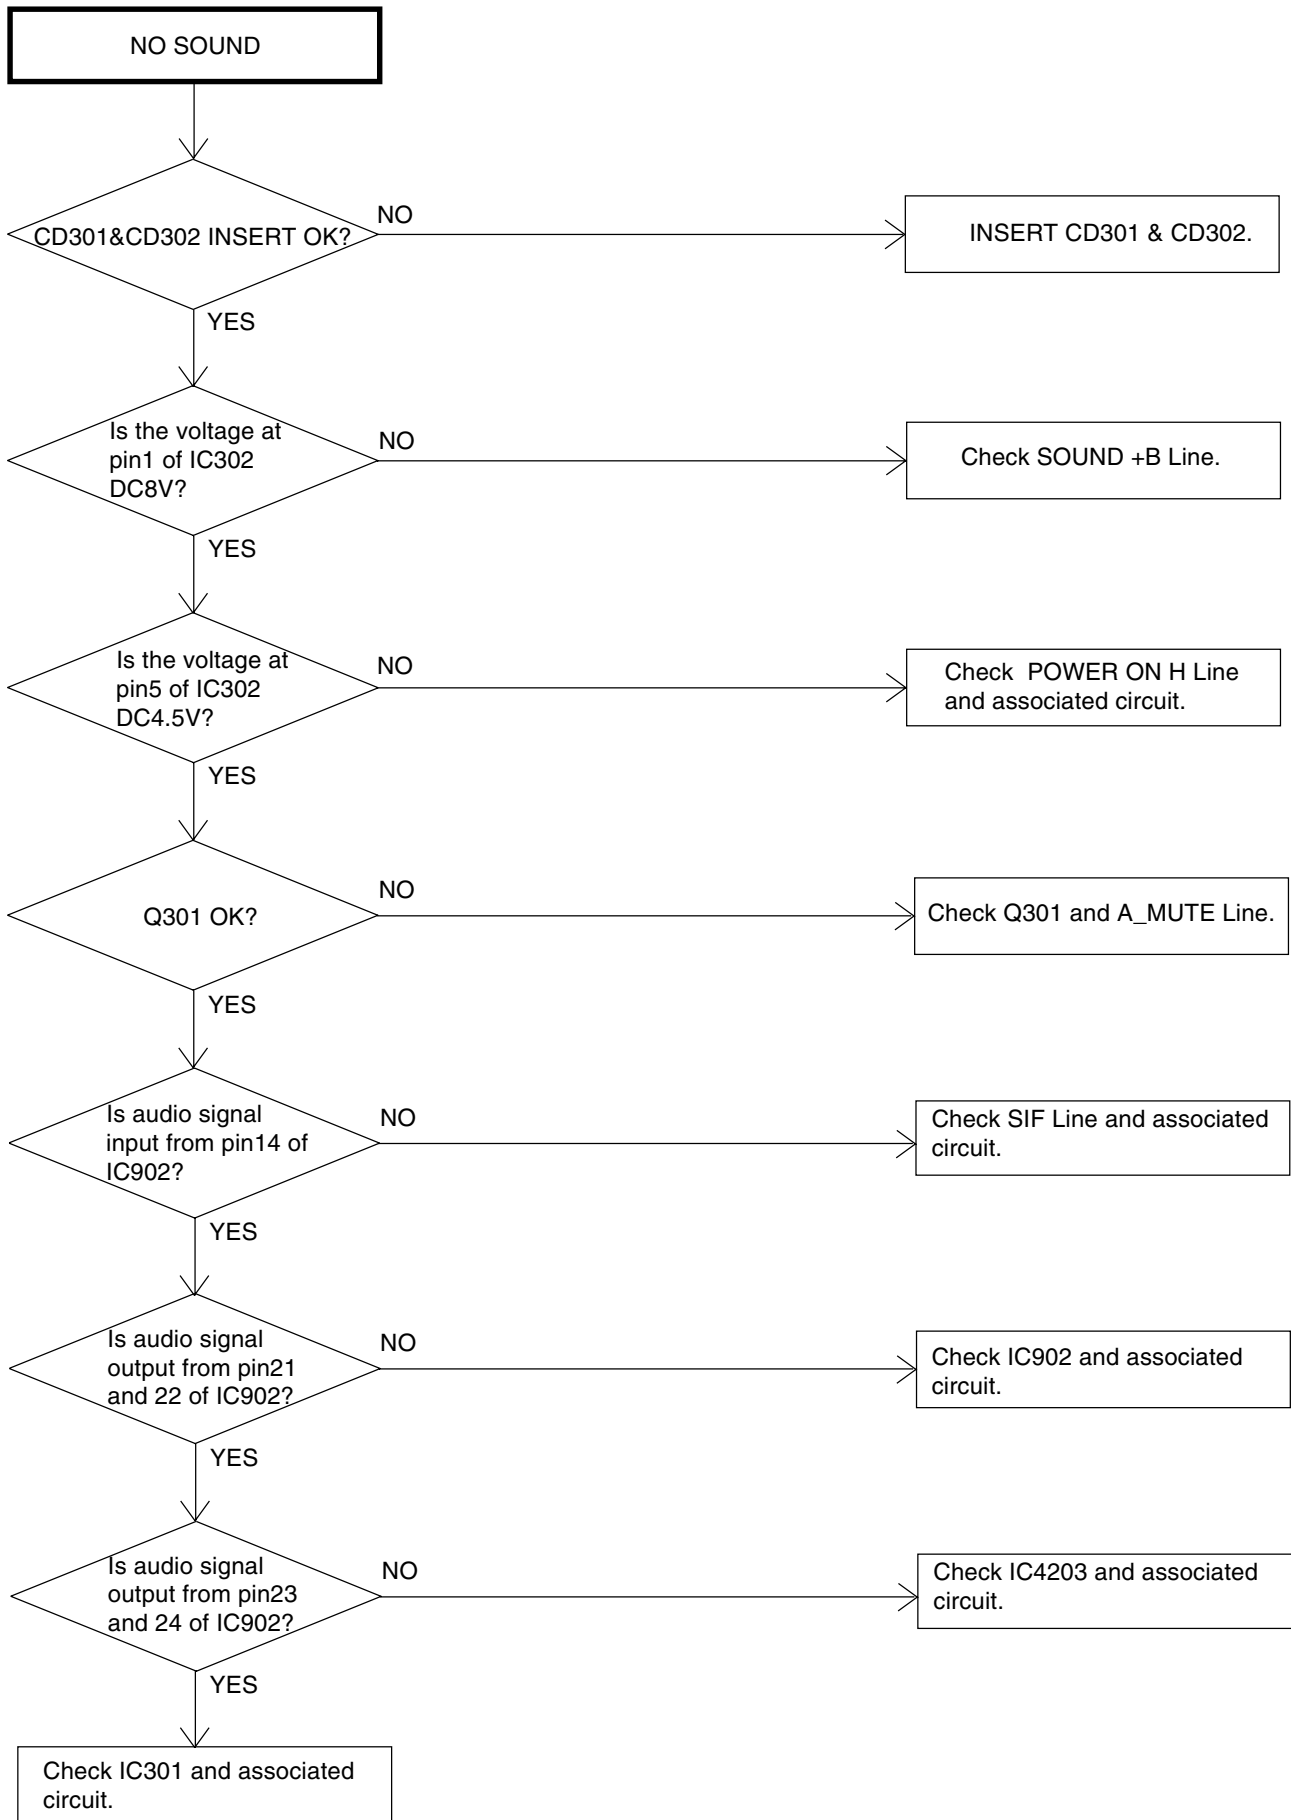 NO SOUND
CD301&CD302 INSERT OK?
NO
INSERT CD301 & CD302.
YES
Is the voltage at
pin1 of IC302
DC8V?
NO
Check SOUND +B Line.
YES
Is the voltage at
pin5 of IC302
DC4.5V?
NO
Check POWER ON H Line
and associated circuit.
YES
Q301 OK?
NO
Check Q301 and A_MUTE Line.
YES
Is audio signal
input from pin14 of
IC902?
NO
Check SIF Line and associated
circuit.
YES
Is audio signal
output from pin21
and 22 of IC902?
NO
Check IC902 and associated
circuit.
YES
Is audio signal
output from pin23
and 24 of IC902?
NO
Check IC4203 and associated
circuit.
YES
Check IC301 and associated
circuit.